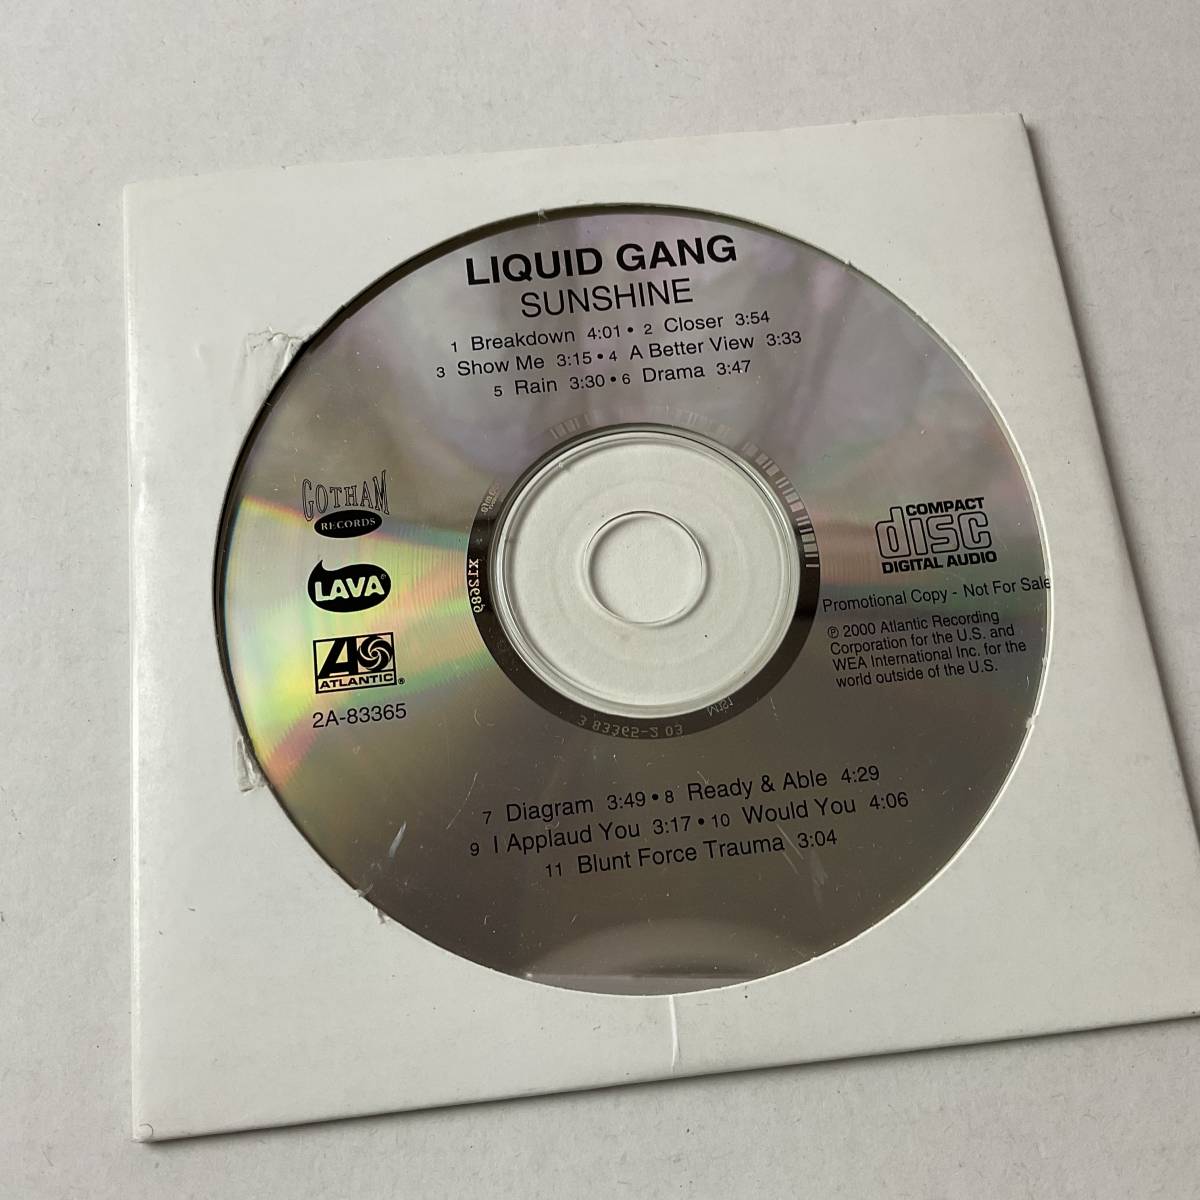 LIQUID GANG
SUNSHINE
1 Breakdown 4:01 • 2 Closer 3:54
3 Show Me 3:15 • 4 A Better View 3:33
5 Rain 3:30 • 6 Drama 3:47
GOTHAM
RECORDS
LAVA
ATLANTIC®
2A-83365
COMPACT
disc
DIGITAL AUDIO
Promotional Copy - Not For Sale
℗ 2000 Atlantic Recording
Corporation for the U.S. and
WEA International Inc. for the
world outside of the U.S.
3 83365-2 03
7 Diagram 3:49 • 8 Ready & Able 4:29
9 I Applaud You 3:17 • 10 Would You 4:06
11 Blunt Force Trauma 3:04